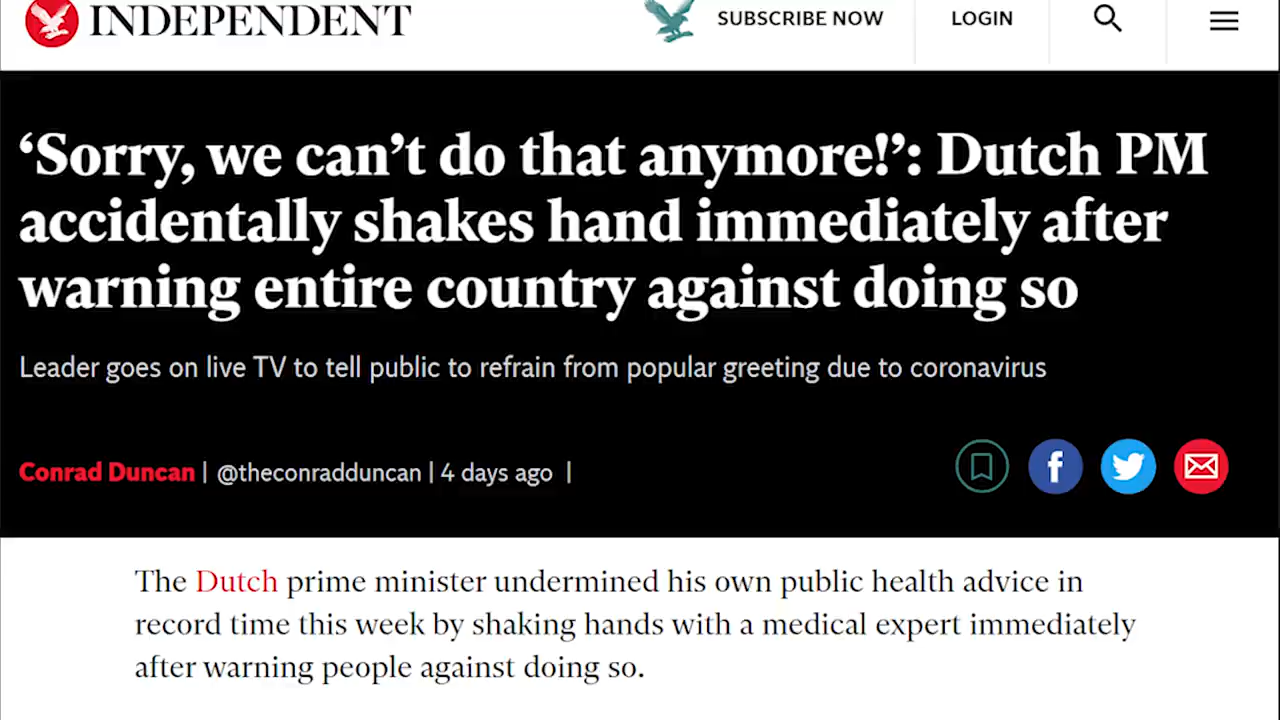 INDEPENDENT
SUBSCRIBE NOW
LOGIN
‘Sorry, we can’t do that anymore!’: Dutch PM
accidentally shakes hand immediately after
warning entire country against doing so
Leader goes on live TV to tell public to refrain from popular greeting due to coronavirus
Conrad Duncan | @theconradduncan | 4 days ago |
The Dutch prime minister undermined his own public health advice in
record time this week by shaking hands with a medical expert immediately
after warning people against doing so.